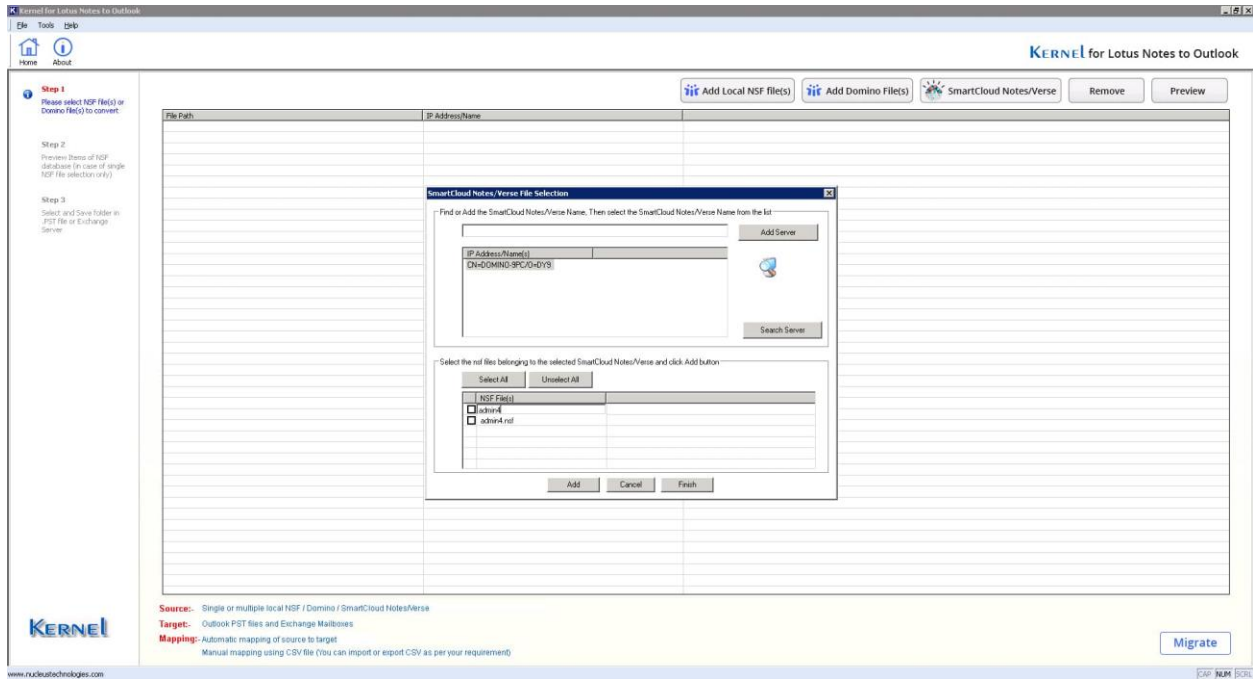 Kernel for Lotus Notes to Outlook
File Tools Help
Home About
KERNEL for Lotus Notes to Outlook
Step 1
Please select NSF file(s) or
Domino file(s) to convert
Step 2
Preview Items of NSF
database (in case of single
NSF file selection only)
Step 3
Select and Save folder in
.PST file or Exchange
Server
Add Local NSF file(s) Add Domino File(s) SmartCloud Notes/Verse Remove Preview
File Path IP Address/Name
SmartCloud Notes/Verse File Selection
Find or Add the SmartCloud Notes/Verse Name, Then select the SmartCloud Notes/Verse Name from the list
Add Server
IP Address/Name(s)
CN=DOMINO-9PC/O=DY9
Search Server
Select the nsf files belonging to the selected SmartCloud Notes/Verse and click Add button
Select All Unselect All
NSF File(s)
admin4
admin4.nsf
Add Cancel Finish
Source:- Single or multiple local NSF / Domino / SmartCloud Notes/Verse
Target:- Outlook PST files and Exchange Mailboxes
Mapping:- Automatic mapping of source to target
Manual mapping using CSV file (You can import or export CSV as per your requirement)
KERNEL
Migrate
www.nucleustechnologies.com
CAP NUM SCRL